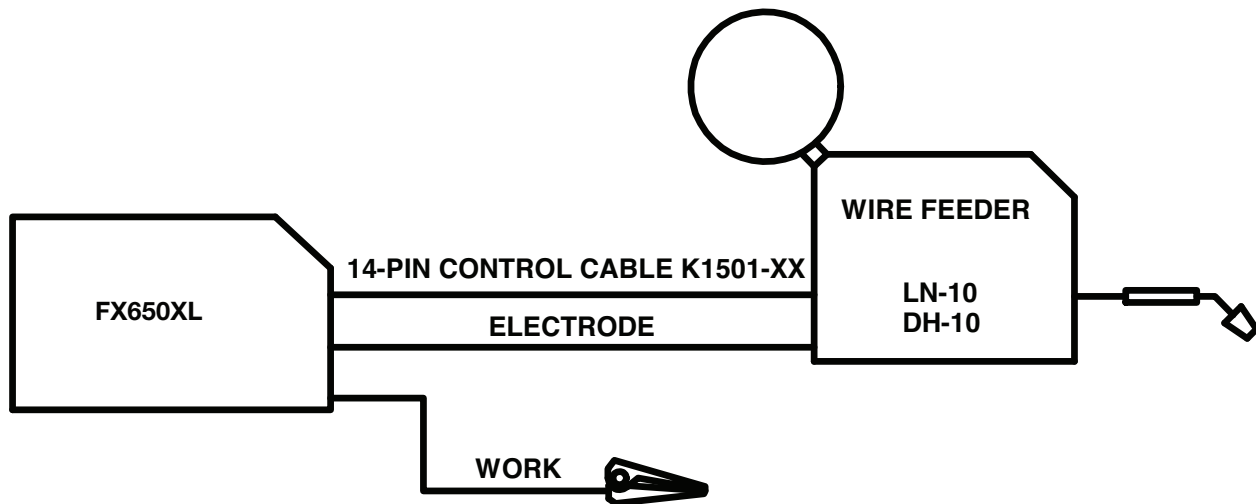 WIRE FEEDER
14-PIN CONTROL CABLE K1501-XX
LN-10
FX650XL
DH-10
ELECTRODE
WORK